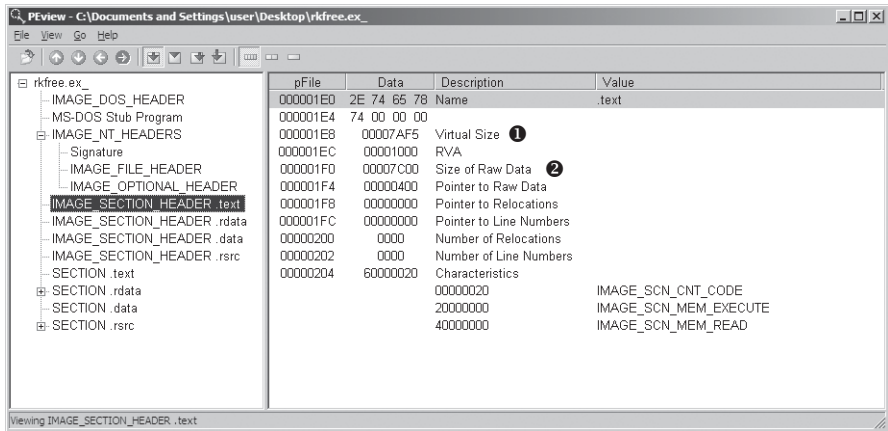 PEview - C:\Documents and Settings\user\Desktop\rkfree.ex_
File View Go Help
rkfree.ex_
IMAGE_DOS_HEADER
MS-DOS Stub Program
IMAGE_NT_HEADERS
Signature
IMAGE_FILE_HEADER
IMAGE_OPTIONAL_HEADER
IMAGE_SECTION_HEADER .text
IMAGE_SECTION_HEADER .rdata
IMAGE_SECTION_HEADER .data
IMAGE_SECTION_HEADER .rsrc
SECTION .text
SECTION .rdata
SECTION .data
SECTION .rsrc
pFile Data Description Value
000001E0 2E 74 65 78 Name .text
000001E4 74 00 00 00
000001E8 00007AF5 Virtual Size ❶
000001EC 00001000 RVA
000001F0 00007C00 Size of Raw Data ❷
000001F4 00000400 Pointer to Raw Data
000001F8 00000000 Pointer to Relocations
000001FC 00000000 Pointer to Line Numbers
00000200 0000 Number of Relocations
00000202 0000 Number of Line Numbers
00000204 60000020 Characteristics
00000020 IMAGE_SCN_CNT_CODE
20000000 IMAGE_SCN_MEM_EXECUTE
40000000 IMAGE_SCN_MEM_READ
Viewing IMAGE_SECTION_HEADER .text